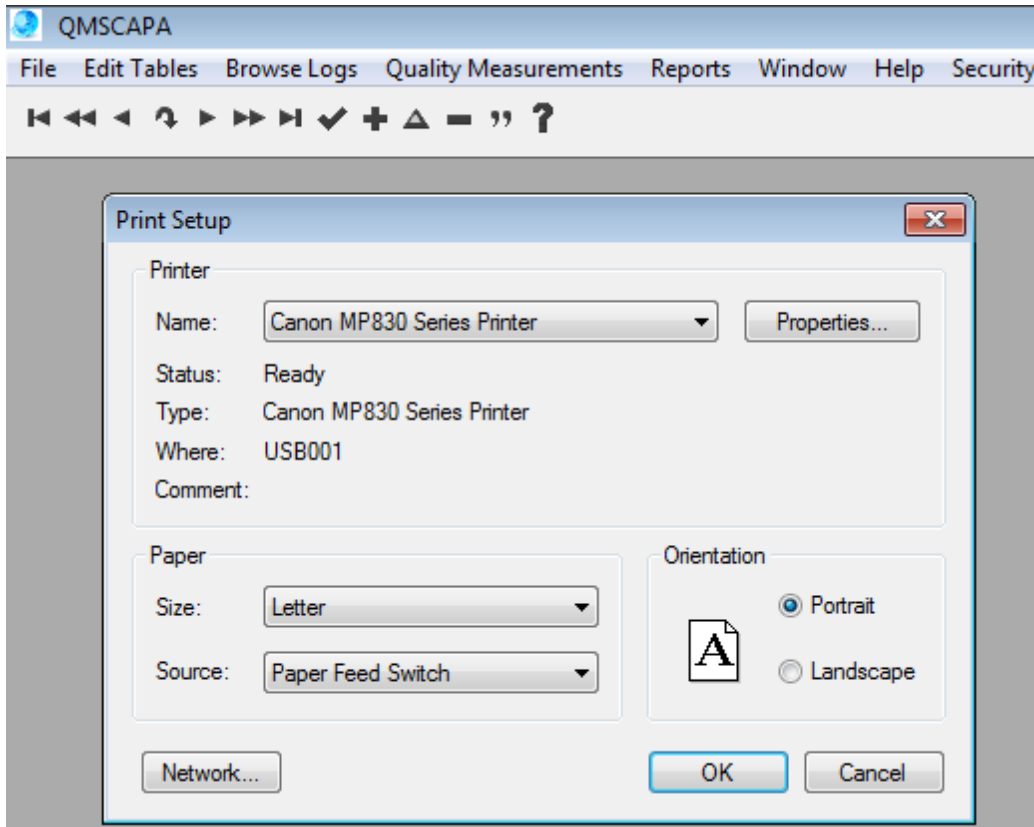 QMSCAPA
File Edit Tables Browse Logs Quality Measurements Reports Window Help Security
Print Setup
Printer
Name: Canon MP830 Series Printer Properties...
Status: Ready
Type: Canon MP830 Series Printer
Where: USB001
Comment:
Paper
Size: Letter
Source: Paper Feed Switch
Orientation
A
Portrait
Landscape
Network... OK Cancel